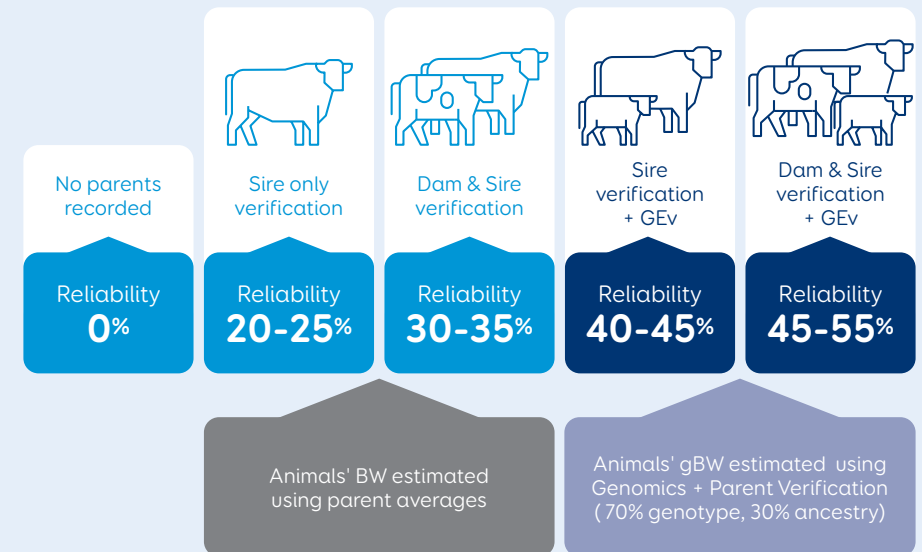 No parents
recorded
Reliability
0%
Sire only
verification
Reliability
20-25%
Dam & Sire
verification
Reliability
30-35%
Sire
verification
+ GEv
Reliability
40-45%
Dam & Sire
verification
+ GEv
Reliability
45-55%
Animals' BW estimated
using parent averages
Animals' gBW estimated using
Genomics + Parent Verification
( 70% genotype, 30% ancestry)